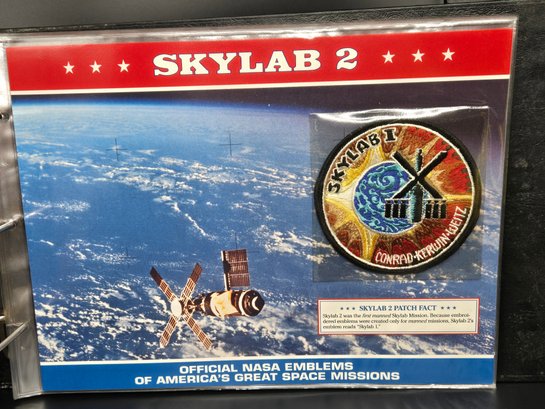 ★ ★ ★ SKYLAB 2 ★ ★ ★
SKYLAB I
CONRAD·KERWIN·WEITZ
★ ★ ★ SKYLAB 2 PATCH FACT ★ ★ ★
Skylab 2 was the first manned Skylab Mission. Because embroi-
dered emblems were created only for manned missions, Skylab 2's
emblem reads "Skylab I."
OFFICIAL NASA EMBLEMS
OF AMERICA'S GREAT SPACE MISSIONS